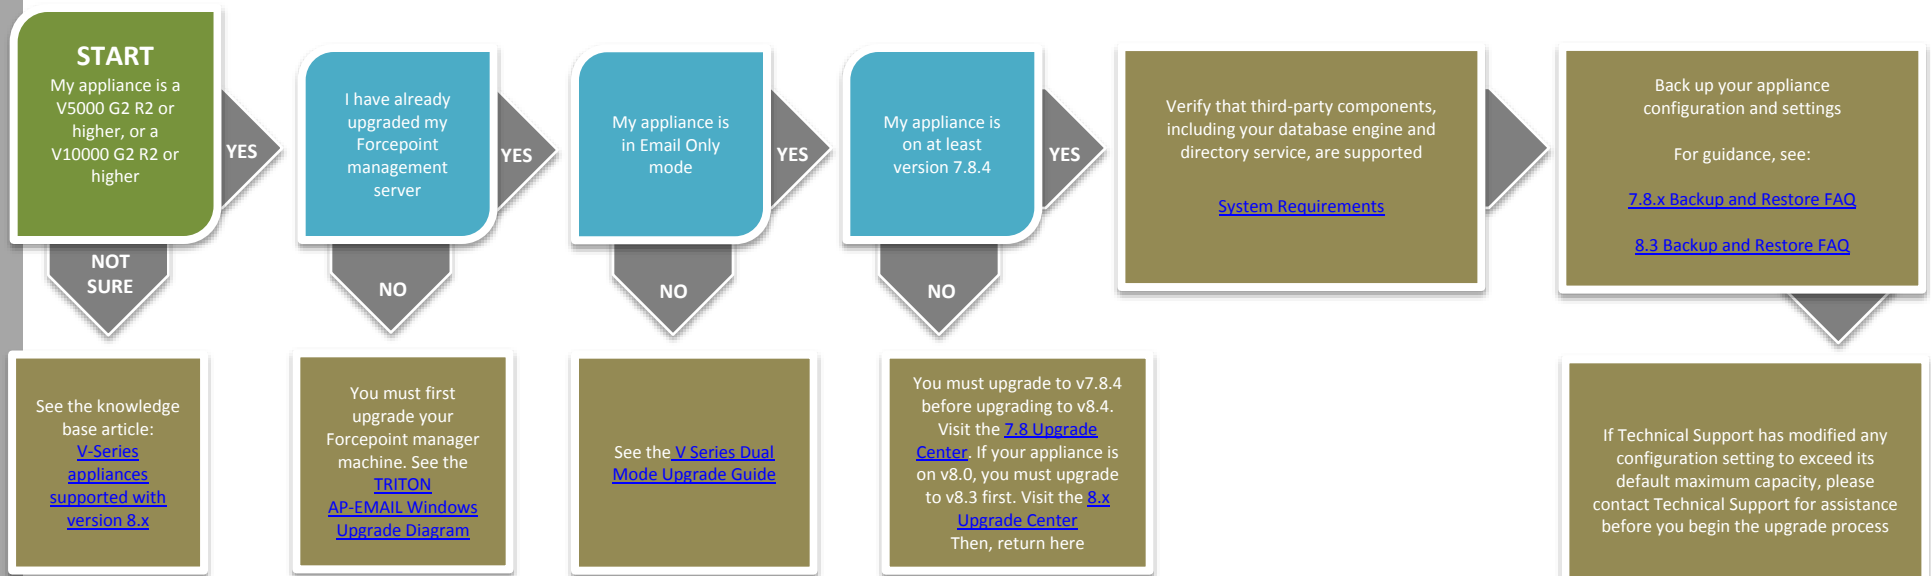 START
My appliance is a
V5000 G2 R2 or
higher, or a
V10000 G2 R2 or
higher
YES
NOT
SURE
See the knowledge
base article:
V-Series
appliances
supported with
version 8.x
I have already
upgraded my
Forcepoint
management
server
YES
NO
You must first
upgrade your
Forcepoint manager
machine. See the
TRITON
AP-EMAIL Windows
Upgrade Diagram
My appliance is
in Email Only
mode
YES
NO
See the V Series Dual
Mode Upgrade Guide
My appliance is
on at least
version 7.8.4
YES
NO
You must upgrade to v7.8.4
before upgrading to v8.4.
Visit the 7.8 Upgrade
Center. If your appliance is
on v8.0, you must upgrade
to v8.3 first. Visit the 8.x
Upgrade Center
Then, return here
Verify that third-party components,
including your database engine and
directory service, are supported
System Requirements
Back up your appliance
configuration and settings
For guidance, see:
7.8.x Backup and Restore FAQ
8.3 Backup and Restore FAQ
If Technical Support has modified any
configuration setting to exceed its
default maximum capacity, please
contact Technical Support for assistance
before you begin the upgrade process